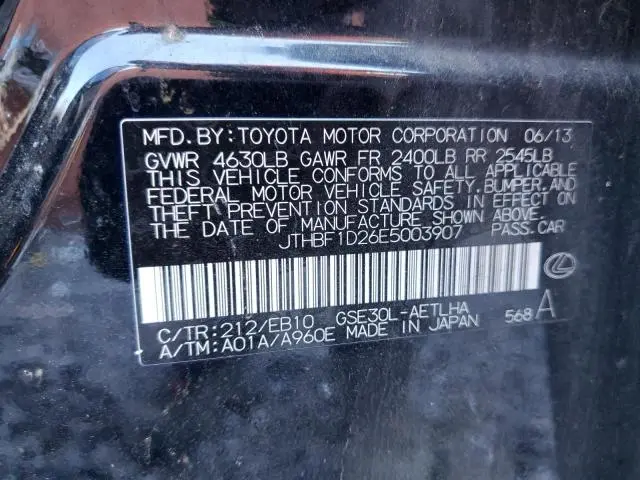 MFD.BY:TOYOTA MOTOR CORPORATION 06/13
GVWR 4630LB GAWR FR 2400LB RR 2545LB
THIS VEHICLE CONFORMS TO ALL APPLICABLE
FEDERAL MOTOR VEHICLE SAFETY, BUMPER, AND
THEFT PREVENTION STANDARDS IN EFFECT ON
THE DATE OF MANUFACTURE SHOWN ABOVE.
JTHBF1D26E5003907 PASS.CAR
C/TR:212/EB10 GSE30L-AETLHA
A/TM:A01A/A960E MADE IN JAPAN 568 A